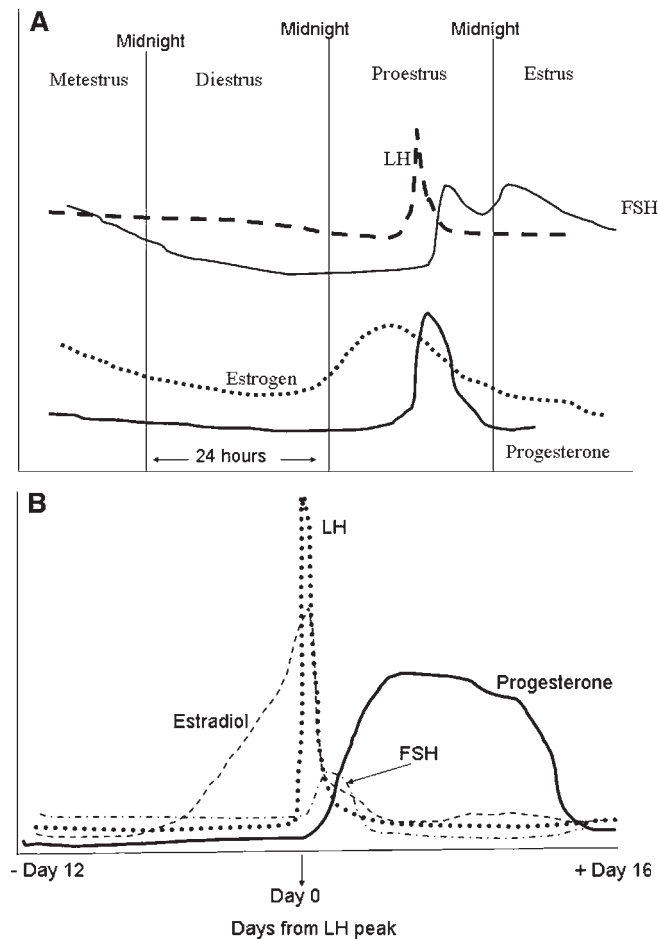 A
Midnight
Midnight
Midnight
Metestrus
Diestrus
Proestrus
Estrus
LH
FSH
Estrogen
24 hours
Progesterone
B
LH
Progesterone
Estradiol
FSH
- Day 12
+ Day 16
Day 0
Days from LH peak